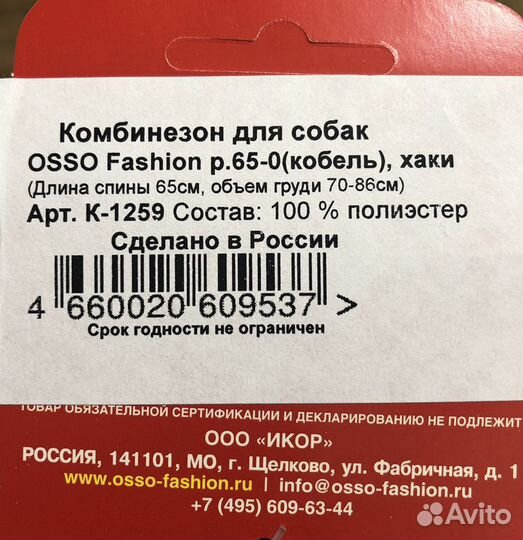 Комбинезон для собак
OSSO Fashion р.65-0(кобель), хаки
(Длина спины 65см, объем груди 70-86см)
Арт. К-1259 Состав: 100 % полиэстер
Сделано в России
4 660020 609537 >
Срок годности не ограничен
ТОВАР ОБЯЗАТЕЛЬНОЙ СЕРТИФИКАЦИИ И ДЕКЛАРИРОВАНИЮ НЕ ПОДЛЕЖИТ
ООО «ИКОР»
РОССИЯ, 141101, МО, г. Щелково, ул. Фабричная, д. 1
www.osso-fashion.ru | info@osso-fashion.ru
+7 (495) 609-63-44
Avito